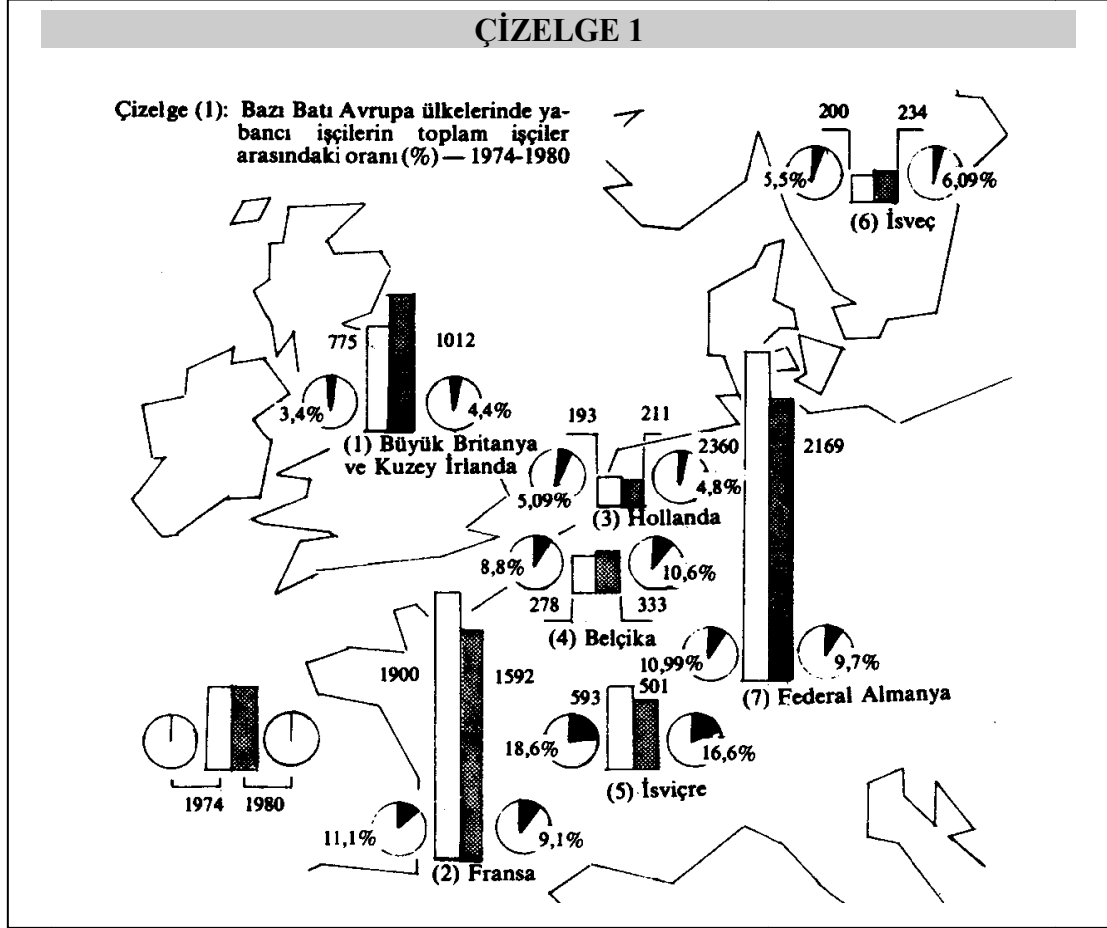 ÇİZELGE 1
Çizelge (1): Bazı Batı Avrupa ülkelerinde ya-
bancı işçilerin toplam işçiler
arasındaki oranı (%) — 1974-1980
200 234
5,5% 6,09%
(6) İsveç
775 1012
3,4% 4,4%
(1) Büyük Britanya
ve Kuzey İrlanda
193 211
5,09% 4,8%
(3) Hollanda
2360 2169
10,99% 9,7%
(7) Federal Almanya
8,8% 10,6%
278 333
(4) Belçika
1900 1592
11,1% 9,1%
(2) Fransa
593 501
18,6% 16,6%
(5) İsviçre
1974 1980